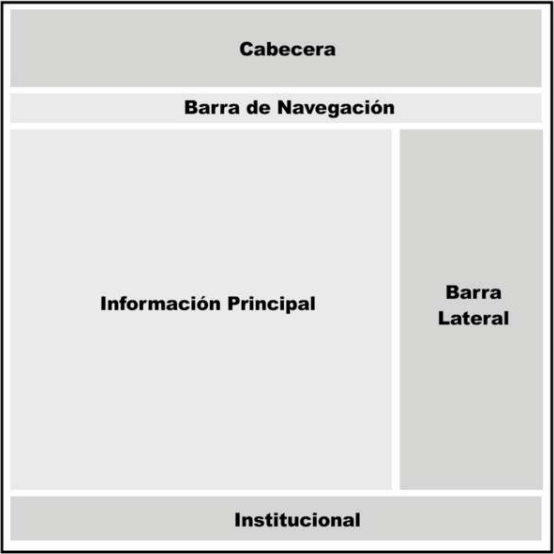 Cabecera
Barra de Navegación
Información Principal
Barra
Lateral
Institucional